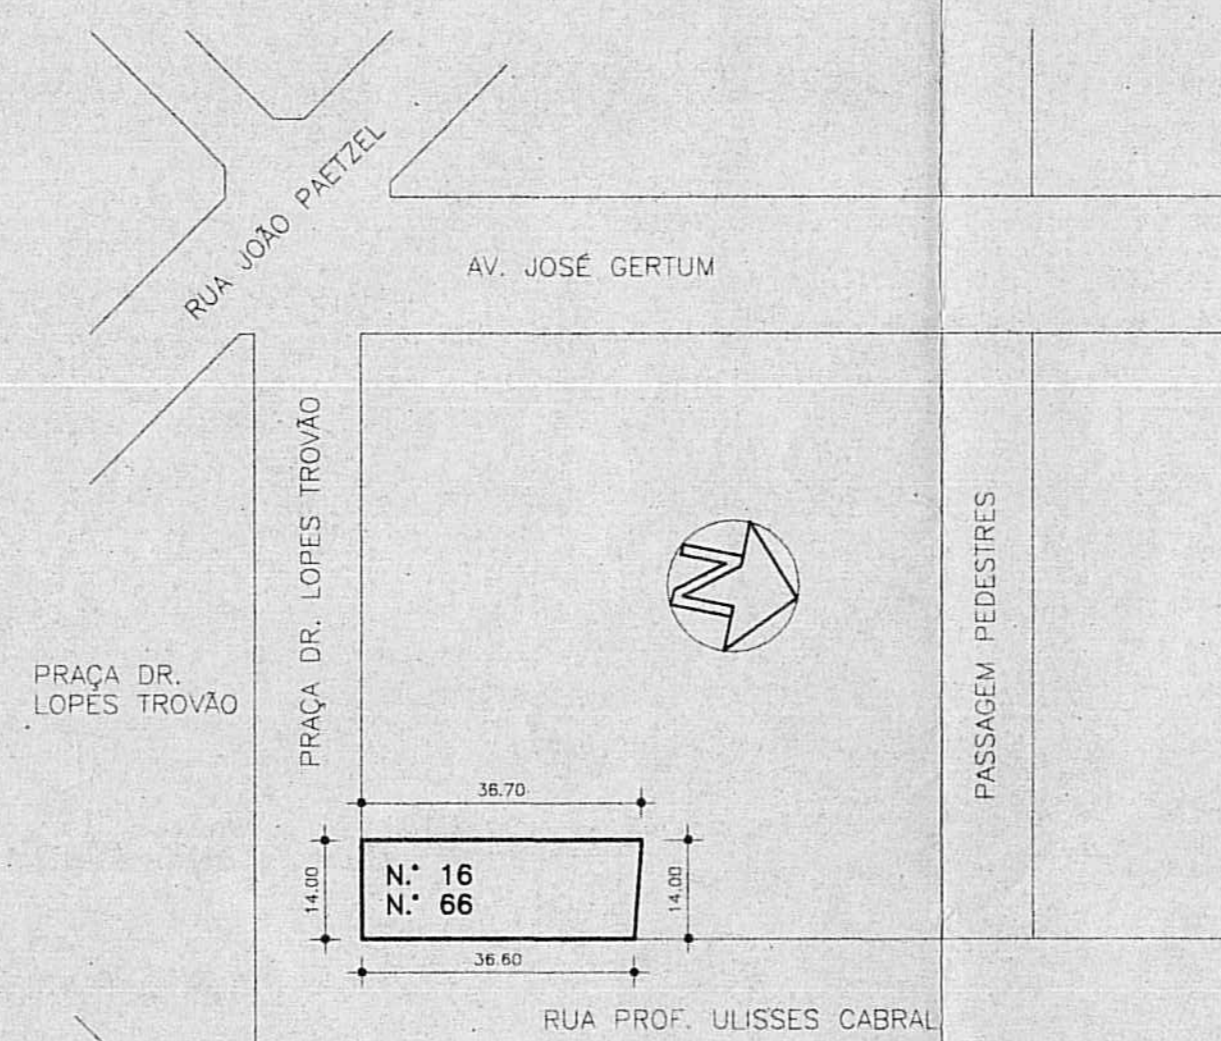 RUA JOÃO PAETZEL
AV. JOSÉ GERTUM
PRAÇA DR. LOPES TROVÃO
N
PASSAGEM PEDESTRES
PRAÇA DR.
LOPES TROVÃO
36.70
14.00
N.° 16
N.° 66
14.00
36.60
RUA PROF. ULISSES CABRAL